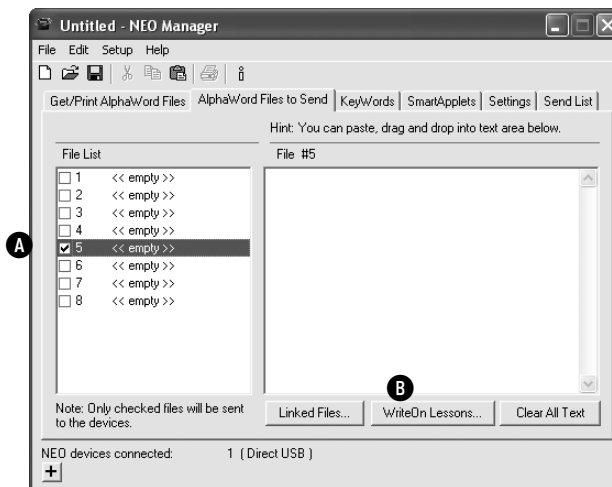 Untitled - NEO Manager
File Edit Setup Help
Get/Print AlphaWord Files AlphaWord Files to Send KeyWords SmartApplets Settings Send List
Hint: You can paste, drag and drop into text area below.
File List File #5
1 << empty >>
2 << empty >>
3 << empty >>
4 << empty >>
A 5 << empty >>
6 << empty >>
7 << empty >>
8 << empty >>
B
Note: Only checked files will be sent
to the devices.
Linked Files... WriteOn Lessons... Clear All Text
NEO devices connected: 1 ( Direct USB )